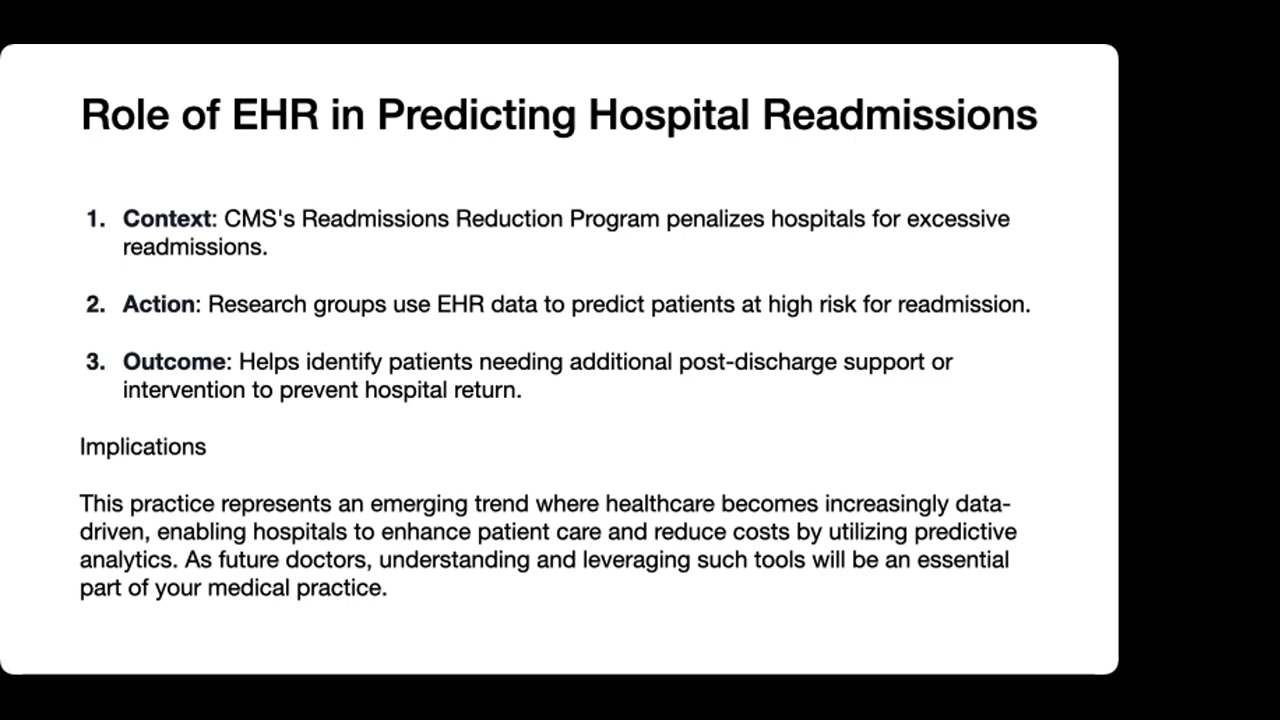 Role of EHR in Predicting Hospital Readmissions
1. Context: CMS's Readmissions Reduction Program penalizes hospitals for excessive
readmissions.
2. Action: Research groups use EHR data to predict patients at high risk for readmission.
3. Outcome: Helps identify patients needing additional post-discharge support or
intervention to prevent hospital return.
Implications
This practice represents an emerging trend where healthcare becomes increasingly data-
driven, enabling hospitals to enhance patient care and reduce costs by utilizing predictive
analytics. As future doctors, understanding and leveraging such tools will be an essential
part of your medical practice.